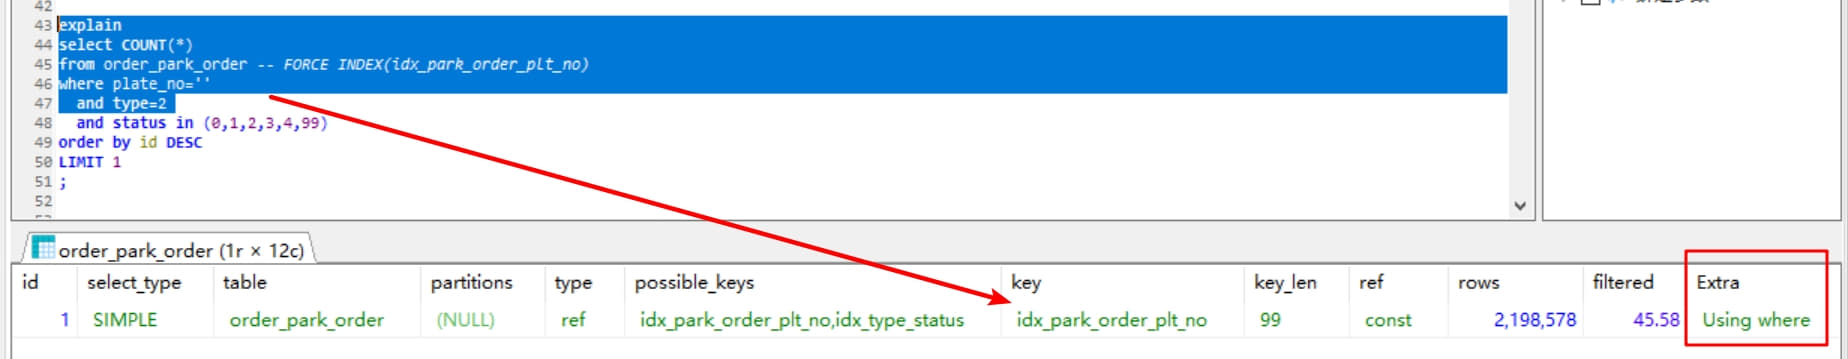 42
43 explain
44 select COUNT(*)
45 from order_park_order -- FORCE INDEX(idx_park_order_plt_no)
46 where plate_no=''
47 and type=2
48 and status in (0,1,2,3,4,99)
49 order by id DESC
50 LIMIT 1
51 ;
52
order_park_order (1r × 12c)
id select_type table partitions type possible_keys key key_len ref rows filtered Extra
1 SIMPLE order_park_order (NULL) ref idx_park_order_plt_no,idx_type_status idx_park_order_plt_no 99 const 2,198,578 45.58 Using where